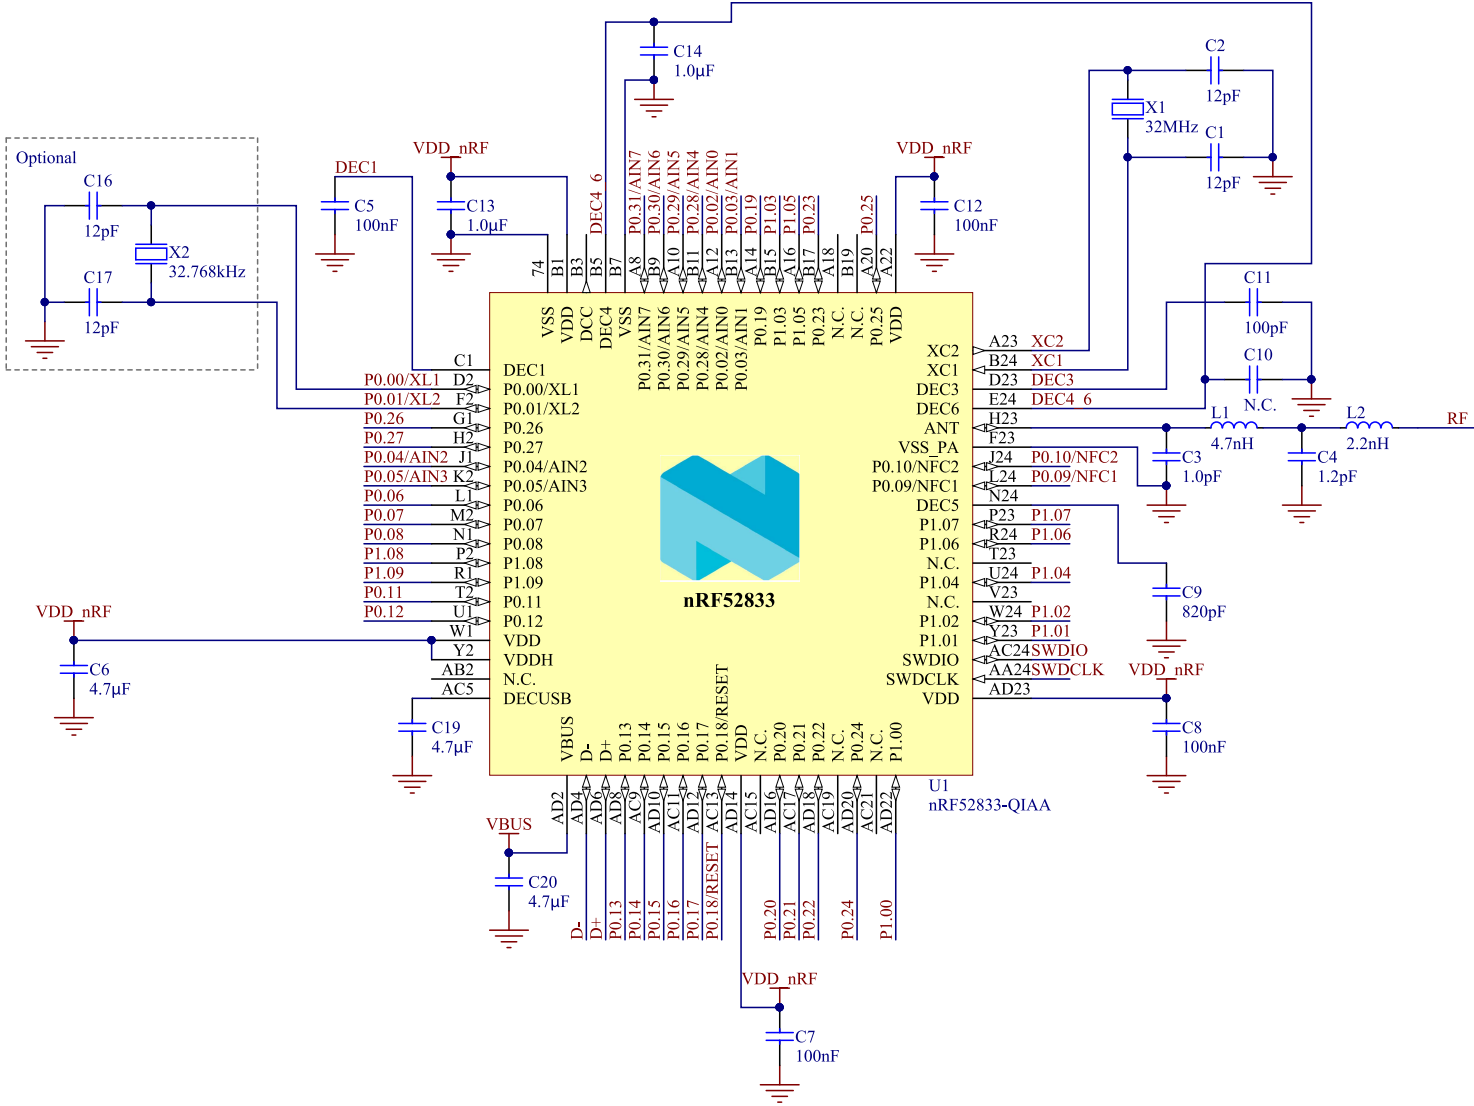 C14
1.0µF
C2
12pF
X1
32MHz
C1
12pF
Optional
C16
12pF
X2
32.768kHz
C17
12pF
DEC1
C5
100nF
VDD_nRF
C13
1.0µF
VDD_nRF
C12
100nF
DEC4_6
P0.31/AIN7
P0.30/AIN6
P0.29/AIN5
P0.28/AIN4
P0.02/AIN0
P0.03/AIN1
P0.19
P1.03
P1.05
P0.23
P0.25
74
B1
B3
B5
B7
A8
B9
A10
B11
A12
B13
A14
B15
A16
B17
A18
B19
A20
A22
VSS
VDD
DCC
DEC4
VSS
P0.31/AIN7
P0.30/AIN6
P0.29/AIN5
P0.28/AIN4
P0.02/AIN0
P0.03/AIN1
P0.19
P1.03
P1.05
P0.23
N.C.
N.C.
P0.25
VDD
C1 DEC1
P0.00/XL1 D2 P0.00/XL1
P0.01/XL2 F2 P0.01/XL2
P0.26 G1 P0.26
P0.27 H2 P0.27
P0.04/AIN2 J1 P0.04/AIN2
P0.05/AIN3 K2 P0.05/AIN3
P0.06 L1 P0.06
P0.07 M2 P0.07
P0.08 N1 P0.08
P1.08 P2 P1.08
P1.09 R1 P1.09
P0.11 T2 P0.11
P0.12 U1 P0.12
W1 VDD
Y2 VDDH
AB2 N.C.
AC5 DECUSB
VDD_nRF
C6
4.7µF
C19
4.7µF
nRF52833
XC2 A23 XC2
XC1 B24 XC1
DEC3 D23 DEC3
DEC6 E24 DEC4_6
ANT H23
VSS_PA F23
P0.10/NFC2 J24 P0.10/NFC2
P0.09/NFC1 L24 P0.09/NFC1
DEC5 N24
P1.07 P23 P1.07
P1.06 R24 P1.06
N.C. T23
P1.04 U24 P1.04
N.C. V23
P1.02 W24 P1.02
P1.01 Y23 P1.01
SWDIO AC24 SWDIO
SWDCLK AA24 SWDCLK
VDD AD23
C11
100pF
C10
N.C.
L1
4.7nH
L2
2.2nH
RF
C3
1.0pF
C4
1.2pF
C9
820pF
VDD_nRF
C8
100nF
VBUS
D-
D+
P0.13
P0.14
P0.15
P0.16
P0.17
P0.18/RESET
VDD
N.C.
P0.20
P0.21
P0.22
N.C.
P0.24
N.C.
P1.00
AD2
AD4
AD6
AD8
AC9
AD10
AC11
AD12
AC13
AD14
AC15
AD16
AC17
AD18
AC19
AD20
AC21
AD22
U1
nRF52833-QIAA
VBUS
C20
4.7µF
D-
D+
P0.13
P0.14
P0.15
P0.16
P0.17
P0.18/RESET
P0.20
P0.21
P0.22
P0.24
P1.00
VDD_nRF
C7
100nF